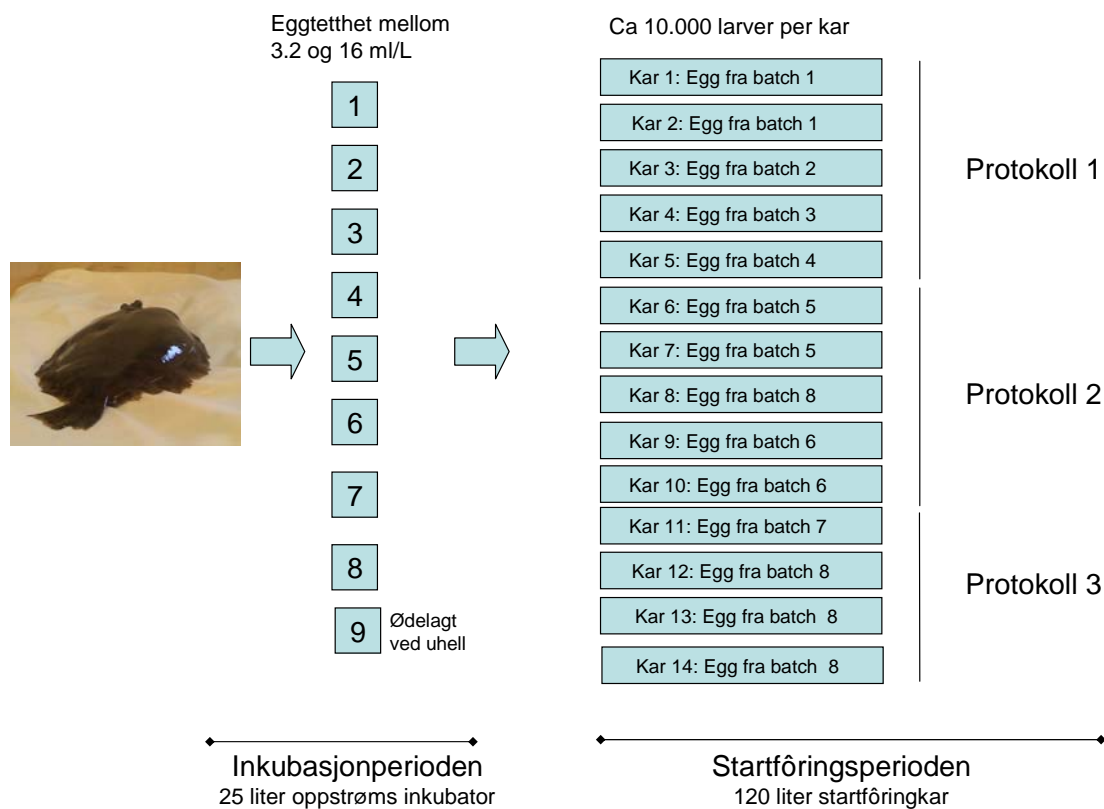 Eggtetthet mellom
3.2 og 16 ml/L
1
2
3
4
5
6
7
8
9
Ødelagt
ved uhell
Inkubasjonperioden
25 liter oppstrøms inkubator
Ca 10.000 larver per kar
Kar 1: Egg fra batch 1
Kar 2: Egg fra batch 1
Kar 3: Egg fra batch 2
Kar 4: Egg fra batch 3
Kar 5: Egg fra batch 4
Protokoll 1
Kar 6: Egg fra batch 5
Kar 7: Egg fra batch 5
Kar 8: Egg fra batch 8
Kar 9: Egg fra batch 6
Kar 10: Egg fra batch 6
Protokoll 2
Kar 11: Egg fra batch 7
Kar 12: Egg fra batch 8
Kar 13: Egg fra batch 8
Kar 14: Egg fra batch 8
Protokoll 3
Startfôringsperioden
120 liter startfôringkar